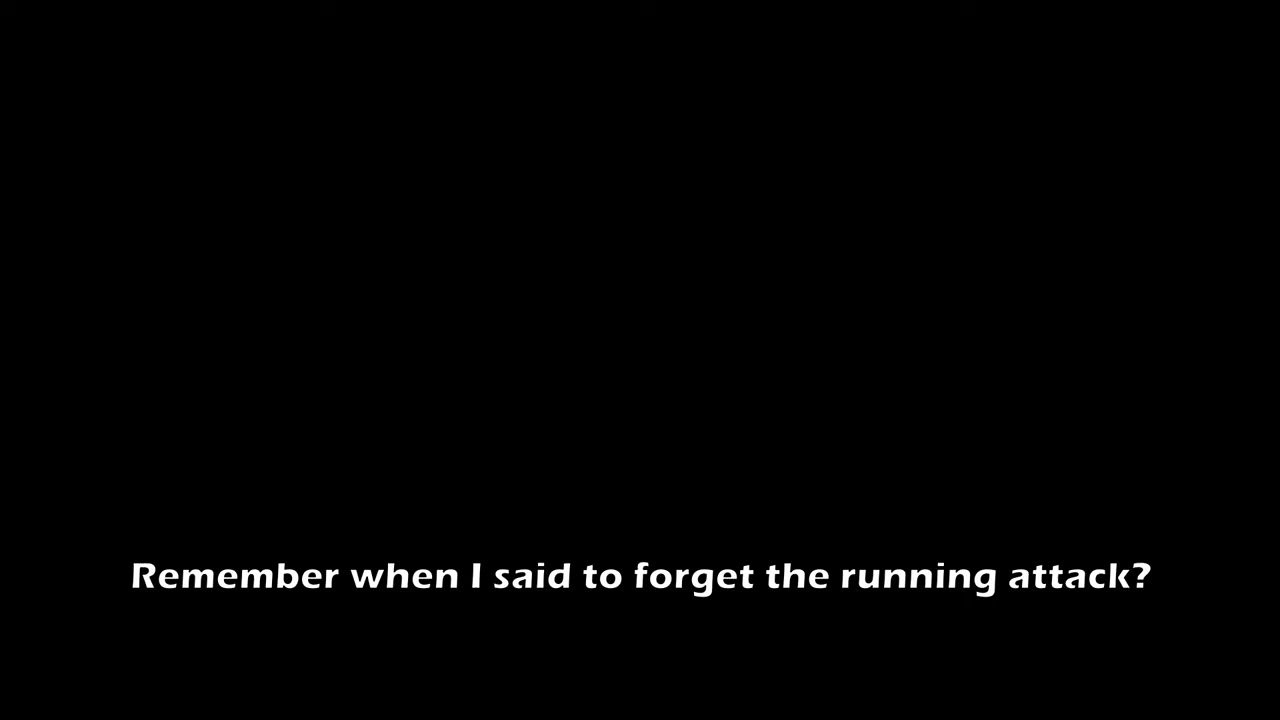 Remember when I said to forget the running attack?